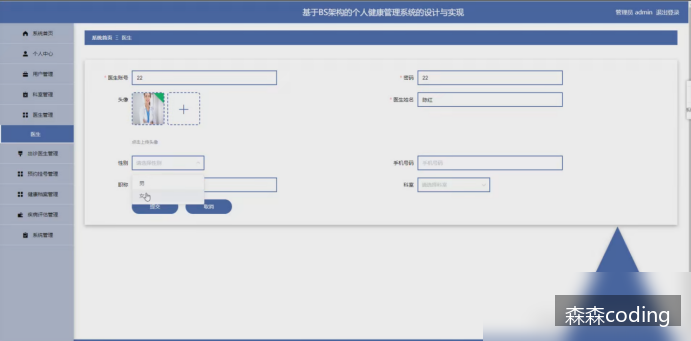 基于BS架构的个人健康管理系统的设计与实现
管理员 admin 退出登录
系统首页
个人中心
用户管理
科室管理
医生管理
医生
出诊医生管理
预约挂号管理
健康档案管理
疾病评估管理
系统管理
系统首页
医生
* 医生账号 22
* 密码 22
头像
点击上传头像
* 医生姓名
性别 请选择性别
手机号码 手机号码
男
女
职称
科室 请选择科室
提交
取消
森森coding